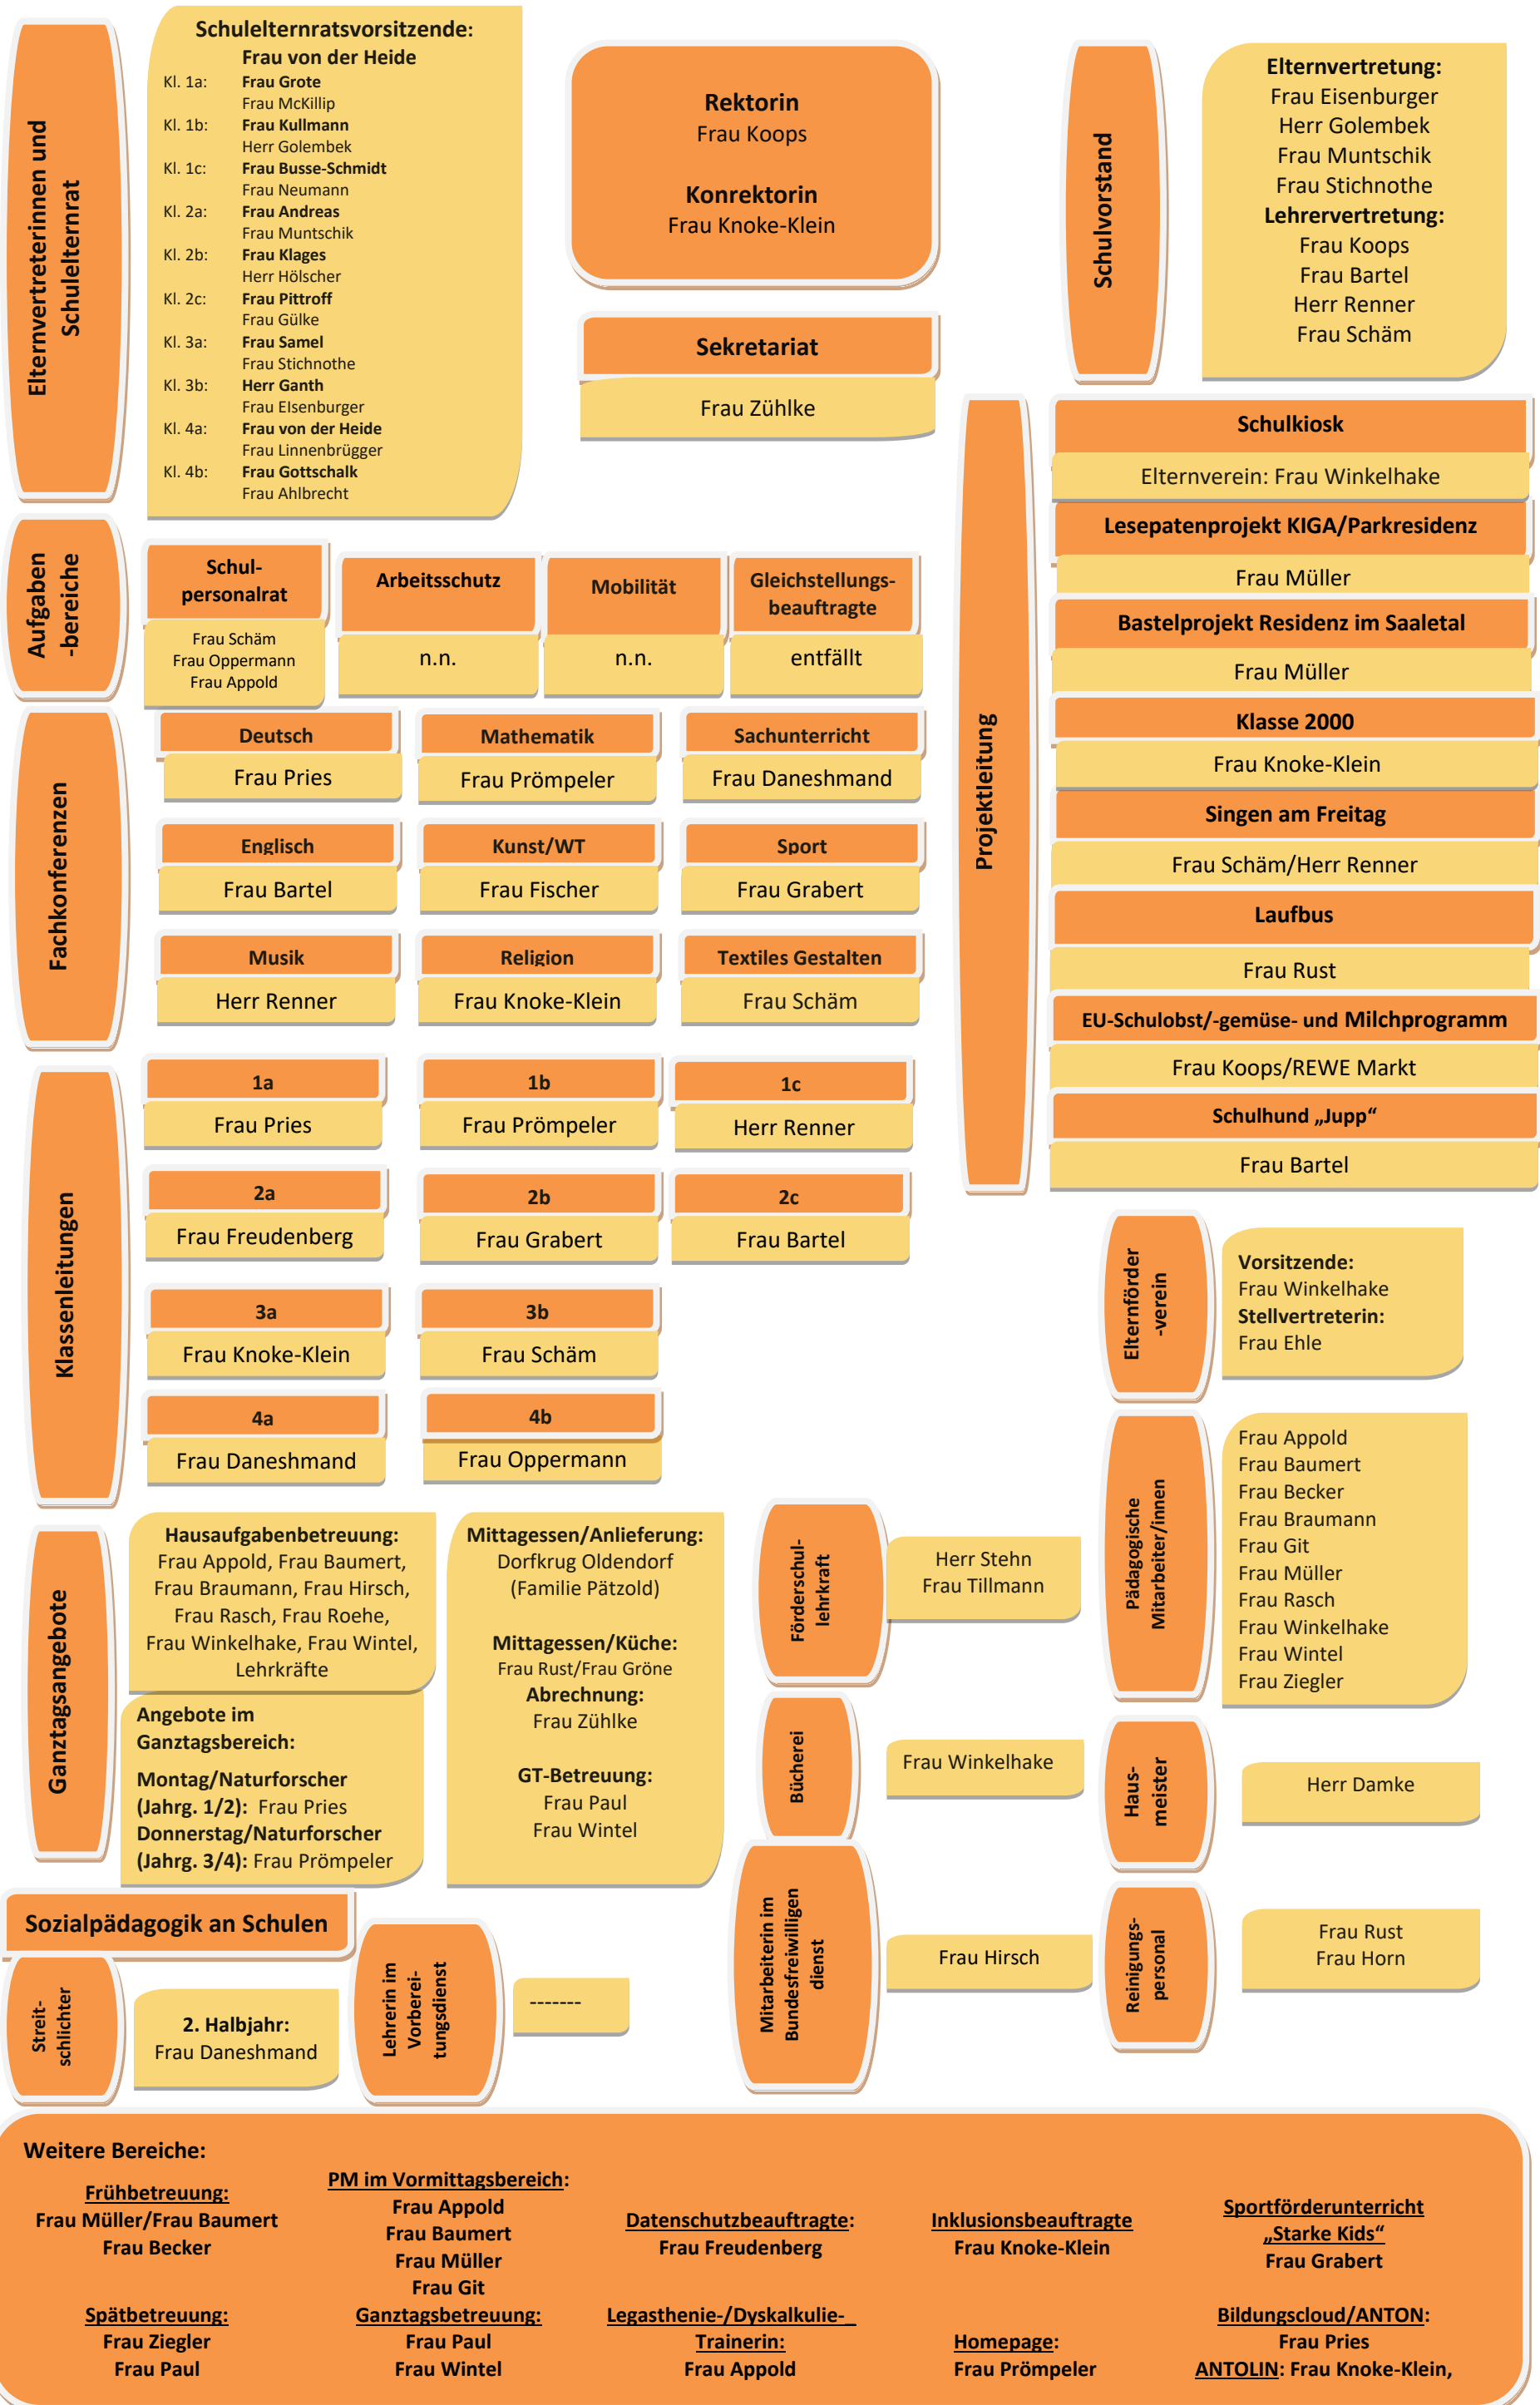 Elternvertreterinnen und
Schulelternrat
Schulelternratsvorsitzende:
Frau von der Heide
Kl. 1a: Frau Grote
Frau McKillip
Kl. 1b: Frau Kullmann
Herr Golembek
Kl. 1c: Frau Busse-Schmidt
Frau Neumann
Kl. 2a: Frau Andreas
Frau Muntschik
Kl. 2b: Frau Klages
Herr Hölscher
Kl. 2c: Frau Pittroff
Frau Gülke
Kl. 3a: Frau Samel
Frau Stichnothe
Kl. 3b: Herr Ganth
Frau EIsenburger
Kl. 4a: Frau von der Heide
Frau Linnenbrügger
Kl. 4b: Frau Gottschalk
Frau Ahlbrecht
Rektorin
Frau Koops
Konrektorin
Frau Knoke-Klein
Sekretariat
Frau Zühlke
Schulvorstand
Elternvertretung:
Frau Eisenburger
Herr Golembek
Frau Muntschik
Frau Stichnothe
Lehrervertretung:
Frau Koops
Frau Bartel
Herr Renner
Frau Schäm
Aufgaben
-bereiche
Schul-
personalrat
Frau Schäm
Frau Oppermann
Frau Appold
Arbeitsschutz
n.n.
Mobilität
n.n.
Gleichstellungs-
beauftragte
entfällt
Projektleitung
Schulkiosk
Elternverein: Frau Winkelhake
Lesepatenprojekt KIGA/Parkresidenz
Frau Müller
Bastelprojekt Residenz im Saaletal
Frau Müller
Klasse 2000
Frau Knoke-Klein
Singen am Freitag
Frau Schäm/Herr Renner
Laufbus
Frau Rust
EU-Schulobst/-gemüse- und Milchprogramm
Frau Koops/REWE Markt
Schulhund „Jupp“
Frau Bartel
Fachkonferenzen
Deutsch
Frau Pries
Mathematik
Frau Prömpeler
Sachunterricht
Frau Daneshmand
Englisch
Frau Bartel
Kunst/WT
Frau Fischer
Sport
Frau Grabert
Musik
Herr Renner
Religion
Frau Knoke-Klein
Textiles Gestalten
Frau Schäm
Klassenleitungen
1a
Frau Pries
1b
Frau Prömpeler
1c
Herr Renner
2a
Frau Freudenberg
2b
Frau Grabert
2c
Frau Bartel
3a
Frau Knoke-Klein
3b
Frau Schäm
4a
Frau Daneshmand
4b
Frau Oppermann
Elternförder
-verein
Vorsitzende:
Frau Winkelhake
Stellvertreterin:
Frau Ehle
Pädagogische
Mitarbeiter/innen
Frau Appold
Frau Baumert
Frau Becker
Frau Braumann
Frau Git
Frau Müller
Frau Rasch
Frau Winkelhake
Frau Wintel
Frau Ziegler
Ganztagsangebote
Hausaufgabenbetreuung:
Frau Appold, Frau Baumert,
Frau Braumann, Frau Hirsch,
Frau Rasch, Frau Roehe,
Frau Winkelhake, Frau Wintel,
Lehrkräfte
Angebote im
Ganztagsbereich:
Montag/Naturforscher
(Jahrg. 1/2): Frau Pries
Donnerstag/Naturforscher
(Jahrg. 3/4): Frau Prömpeler
Mittagessen/Anlieferung:
Dorfkrug Oldendorf
(Familie Pätzold)
Mittagessen/Küche:
Frau Rust/Frau Gröne
Abrechnung:
Frau Zühlke
GT-Betreuung:
Frau Paul
Frau Wintel
Förderschul-
lehrkraft
Herr Stehn
Frau Tillmann
Bücherei
Frau Winkelhake
Haus-
meister
Herr Damke
Mitarbeiterin im
Bundesfreiwilligen
dienst
Frau Hirsch
Reinigungs-
personal
Frau Rust
Frau Horn
Sozialpädagogik an Schulen
Streit-
schlichter
2. Halbjahr:
Frau Daneshmand
Lehrerin im
Vorberei-
tungsdienst
-------
Weitere Bereiche:
Frühbetreuung:
Frau Müller/Frau Baumert
Frau Becker
PM im Vormittagsbereich:
Frau Appold
Frau Baumert
Frau Müller
Frau Git
Datenschutzbeauftragte:
Frau Freudenberg
Inklusionsbeauftragte
Frau Knoke-Klein
Sportförderunterricht
„Starke Kids“
Frau Grabert
Spätbetreuung:
Frau Ziegler
Frau Paul
Ganztagsbetreuung:
Frau Paul
Frau Wintel
Legasthenie-/Dyskalkulie-
Trainerin:
Frau Appold
Homepage:
Frau Prömpeler
Bildungscloud/ANTON:
Frau Pries
ANTOLIN: Frau Knoke-Klein,